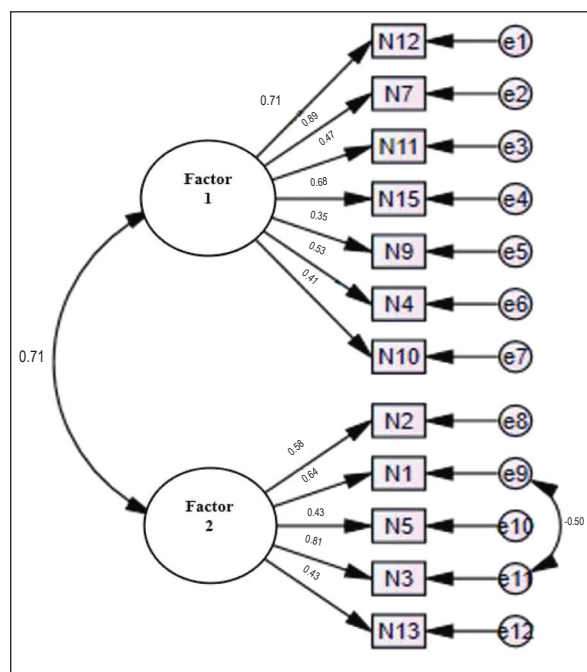 N12
e1
0.71
N7
e2
0.89
N11
e3
0.47
Factor
1
N15
e4
0.68
N9
e5
0.35
N4
e6
0.53
N10
e7
0.41
0.71
N2
e8
0.58
N1
e9
0.64
Factor
2
N5
e10
0.43
-0.50
N3
e11
0.81
N13
e12
0.43